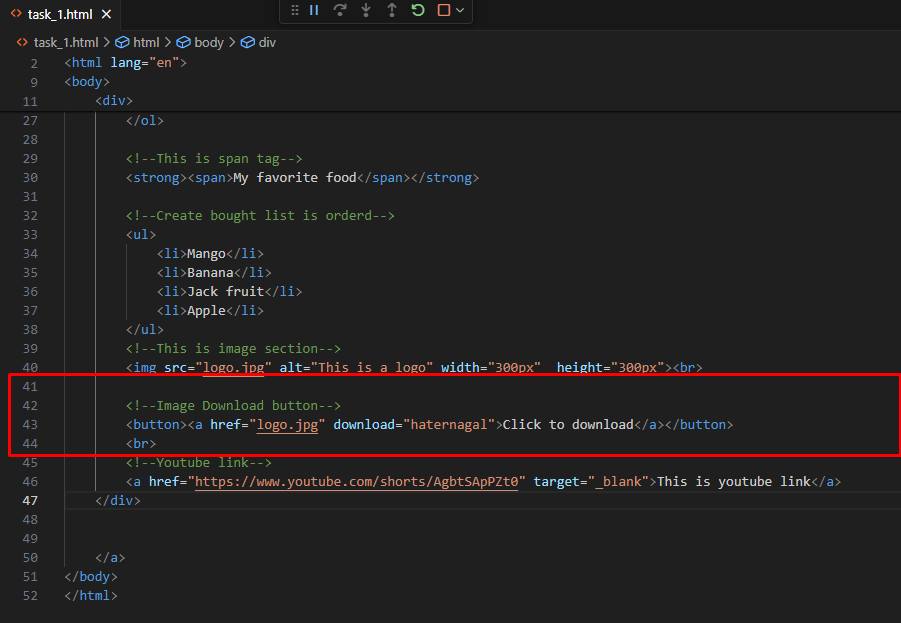 task_1.html
task_1.html > html > body > div
2 <html lang="en">
9 <body>
11 <div>
27 </ol>
28
29 <!--This is span tag-->
30 <strong><span>My favorite food</span></strong>
31
32 <!--Create bought list is orderd-->
33 <ul>
34 <li>Mango</li>
35 <li>Banana</li>
36 <li>Jack fruit</li>
37 <li>Apple</li>
38 </ul>
39 <!--This is image section-->
40 <img src="logo.jpg" alt="This is a logo" width="300px"  height="300px"><br>
41
42 <!--Image Download button-->
43 <button><a href="logo.jpg" download="haternagal">Click to download</a></button>
44 <br>
45 <!--Youtube link-->
46 <a href="https://www.youtube.com/shorts/AgbtSApPZt0" target="_blank">This is youtube link</a>
47 </div>
48
49
50 </a>
51 </body>
52 </html>